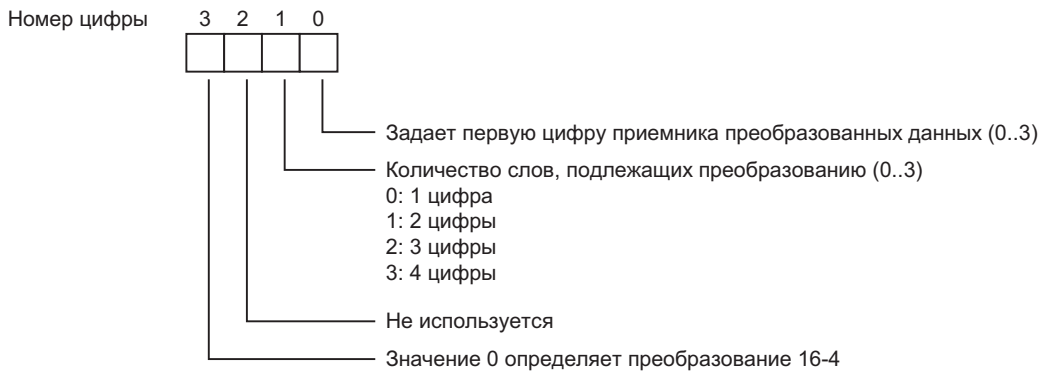 Номер цифры 3 2 1 0
Задает первую цифру приемника преобразованных данных (0..3)
Количество слов, подлежащих преобразованию (0..3)
0: 1 цифра
1: 2 цифры
2: 3 цифры
3: 4 цифры
Не используется
Значение 0 определяет преобразование 16-4